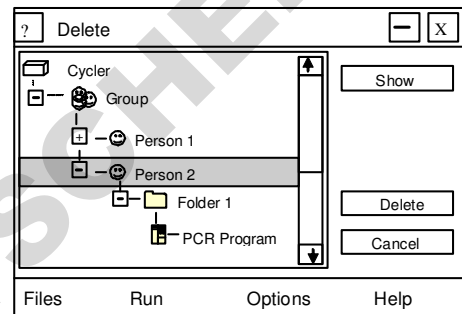 ? Delete X
Cycler
Show
Group
+ Person 1
Person 2
Folder 1
Delete
PCR Program
Cancel
Files Run Options Help